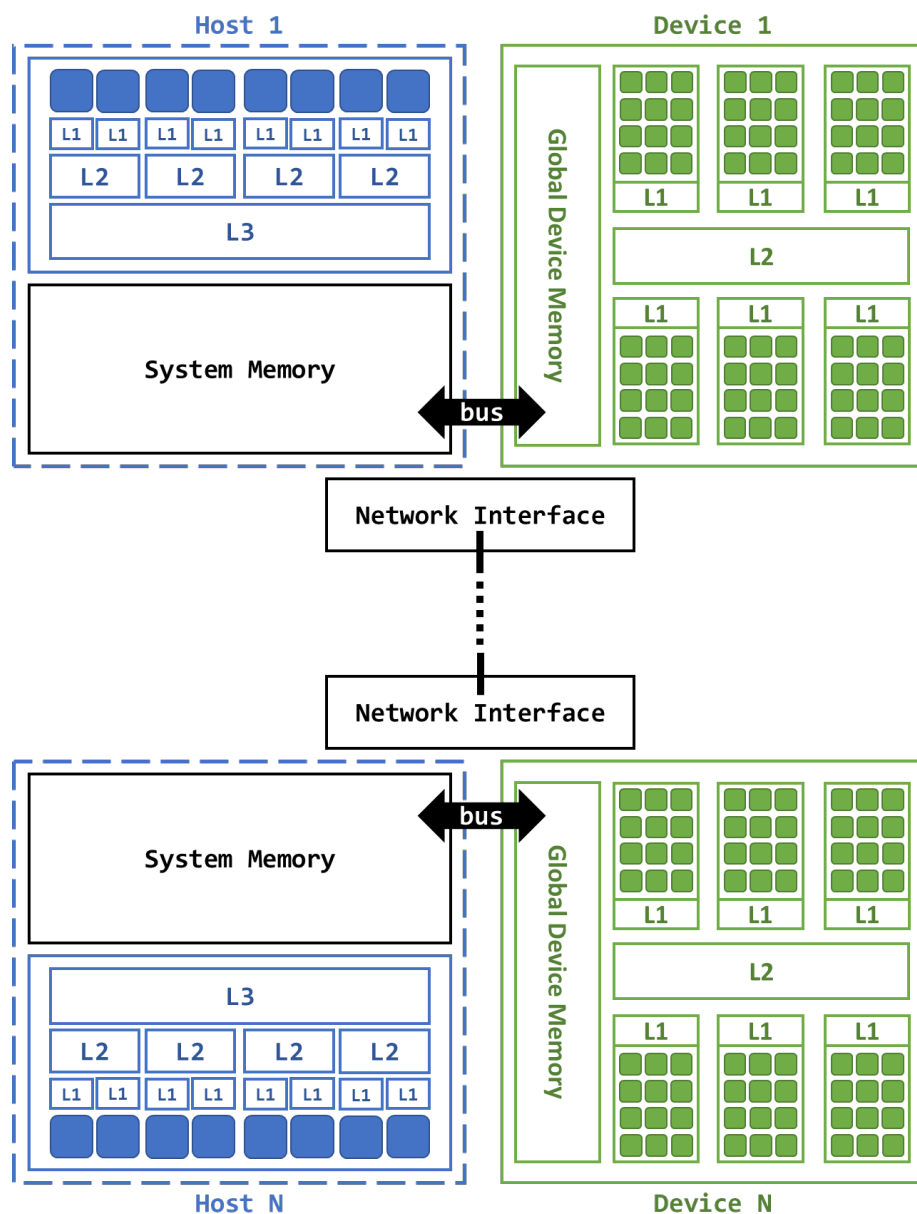 Host 1
Device 1
L1 L1 L1 L1 L1 L1 L1 L1
L2 L2 L2 L2
L3
System Memory
bus
Global Device Memory
L1 L1 L1
L2
L1 L1 L1
Network Interface
Network Interface
System Memory
bus
Global Device Memory
L1 L1 L1
L2
L1 L1 L1
L3
L2 L2 L2 L2
L1 L1 L1 L1 L1 L1 L1 L1
Host N
Device N